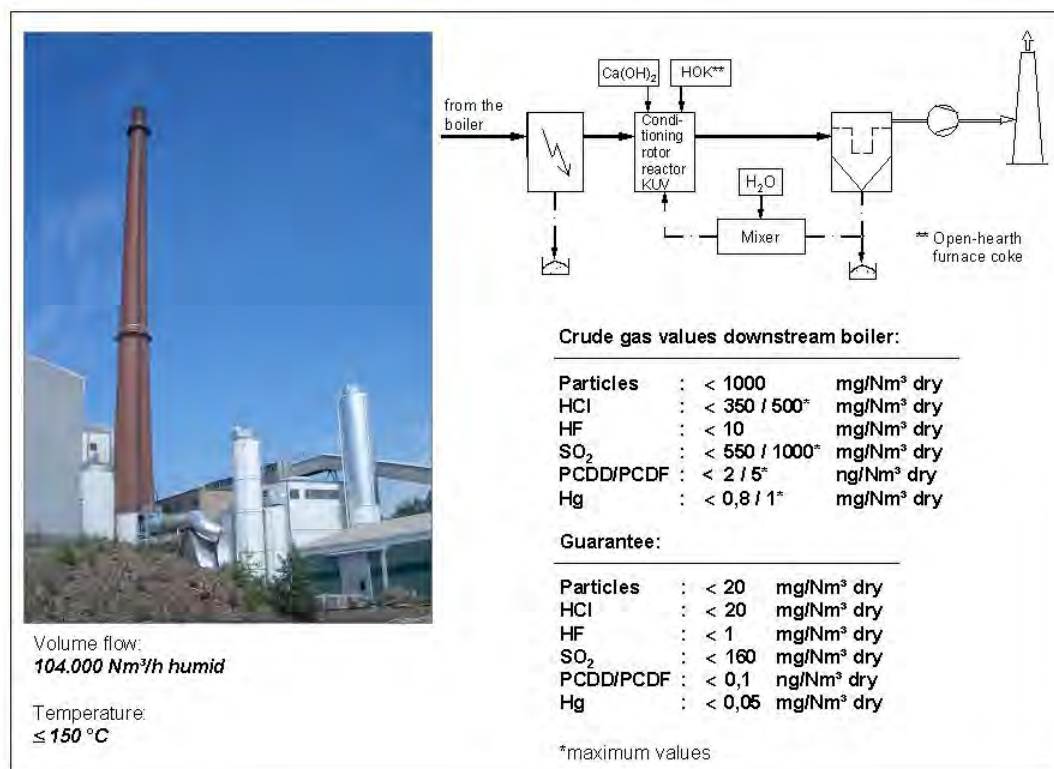 Ca(OH)₂
HOK**
from the
boiler
Condi-
tioning
rotor
reactor
KUV
H₂O
Mixer
** Open-hearth
furnace coke
Crude gas values downstream boiler:
Particles : < 1000 mg/Nm³ dry
HCl : < 350 / 500* mg/Nm³ dry
HF : < 10 mg/Nm³ dry
SO₂ : < 550 / 1000* mg/Nm³ dry
PCDD/PCDF : < 2 / 5* ng/Nm³ dry
Hg : < 0,8 / 1* mg/Nm³ dry
Guarantee:
Particles : < 20 mg/Nm³ dry
HCl : < 20 mg/Nm³ dry
HF : < 1 mg/Nm³ dry
SO₂ : < 160 mg/Nm³ dry
PCDD/PCDF : < 0,1 ng/Nm³ dry
Hg : < 0,05 mg/Nm³ dry
*maximum values
Volume flow:
104.000 Nm³/h humid
Temperature:
≤ 150 °C